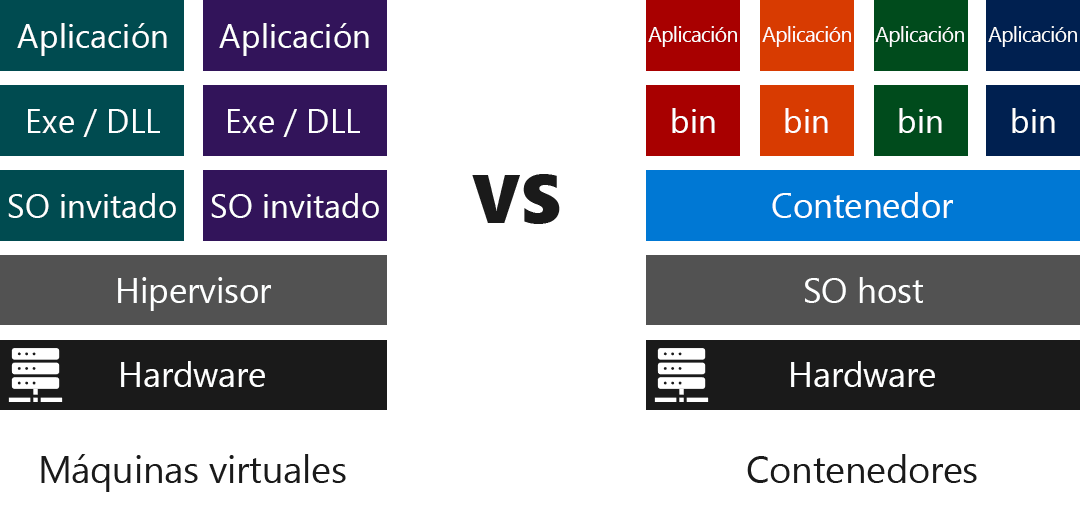 Aplicación
Aplicación
Exe / DLL
Exe / DLL
SO invitado
SO invitado
Hipervisor
Hardware
Máquinas virtuales
vs
Aplicación
Aplicación
Aplicación
Aplicación
bin
bin
bin
bin
Contenedor
SO host
Hardware
Contenedores